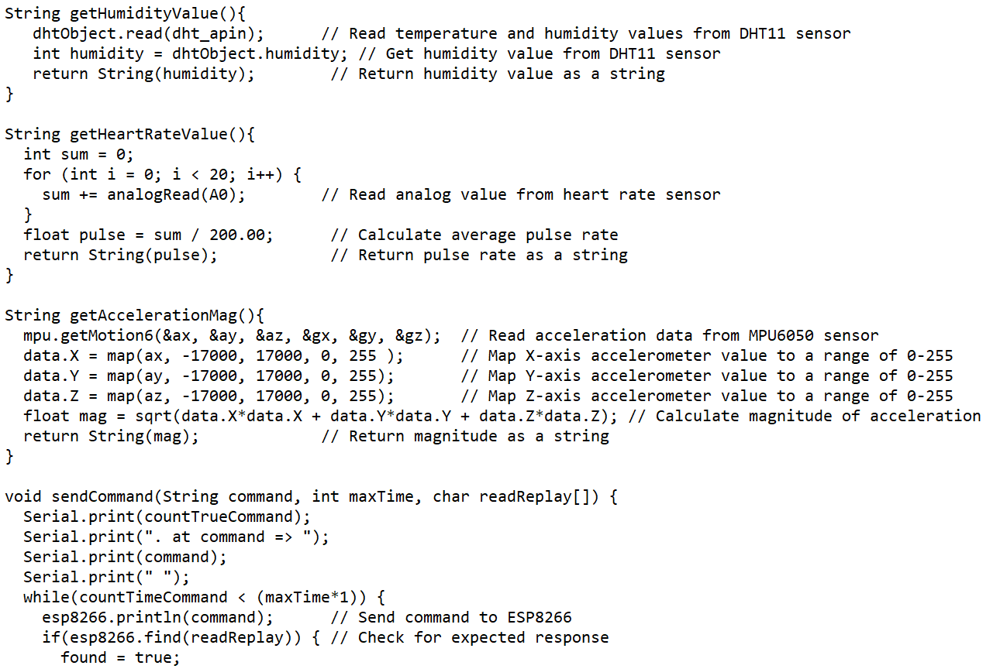 String getHumidityValue(){
   dhtObject.read(dht_apin);      // Read temperature and humidity values from DHT11 sensor
   int humidity = dhtObject.humidity; // Get humidity value from DHT11 sensor
   return String(humidity);        // Return humidity value as a string
}

String getHeartRateValue(){
  int sum = 0;
  for (int i = 0; i < 20; i++) {
    sum += analogRead(A0);        // Read analog value from heart rate sensor
  }
  float pulse = sum / 200.00;      // Calculate average pulse rate
  return String(pulse);            // Return pulse rate as a string
}

String getAccelerationMag(){
  mpu.getMotion6(&ax, &ay, &az, &gx, &gy, &gz);  // Read acceleration data from MPU6050 sensor
  data.X = map(ax, -17000, 17000, 0, 255 );      // Map X-axis accelerometer value to a range of 0-255
  data.Y = map(ay, -17000, 17000, 0, 255);       // Map Y-axis accelerometer value to a range of 0-255
  data.Z = map(az, -17000, 17000, 0, 255);       // Map Z-axis accelerometer value to a range of 0-255
  float mag = sqrt(data.X*data.X + data.Y*data.Y + data.Z*data.Z); // Calculate magnitude of acceleration
  return String(mag);             // Return magnitude as a string
}

void sendCommand(String command, int maxTime, char readReplay[]) {
  Serial.print(countTrueCommand);
  Serial.print(". at command => ");
  Serial.print(command);
  Serial.print(" ");
  while(countTimeCommand < (maxTime*1)) {
    esp8266.println(command);      // Send command to ESP8266
    if(esp8266.find(readReplay)) { // Check for expected response
      found = true;